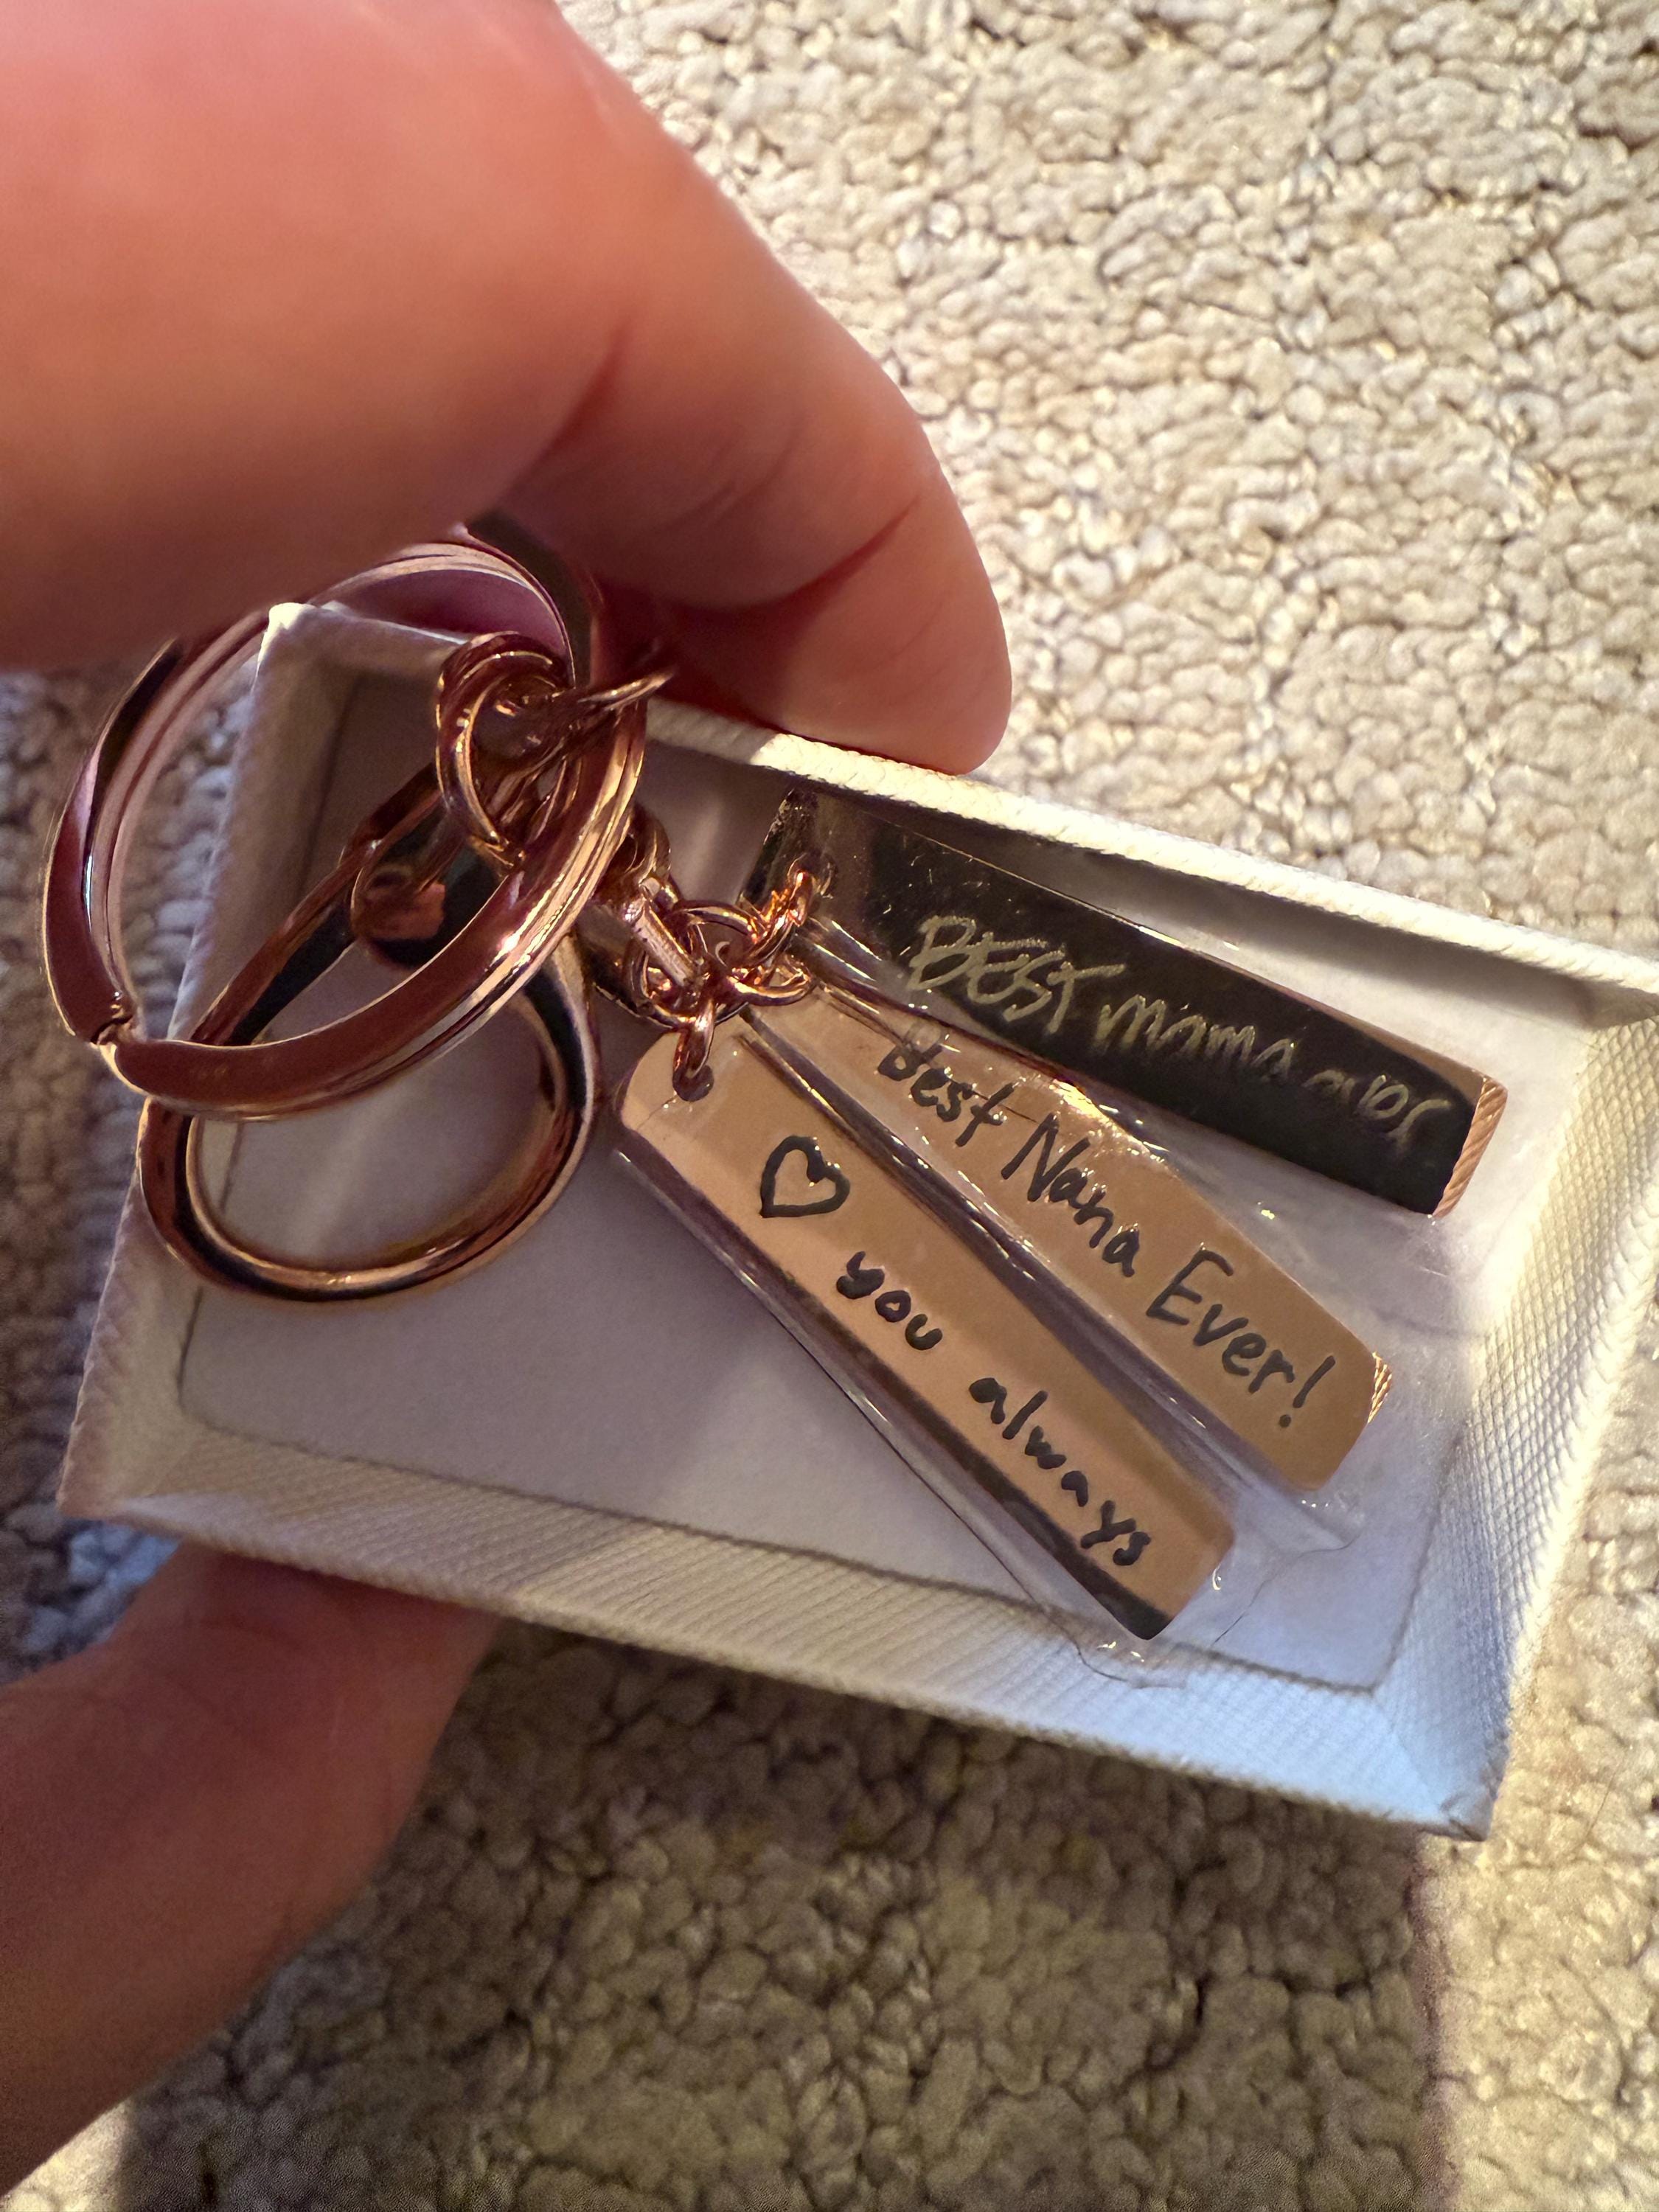 BEST mama ever
Best Nana Ever!
♡ you always